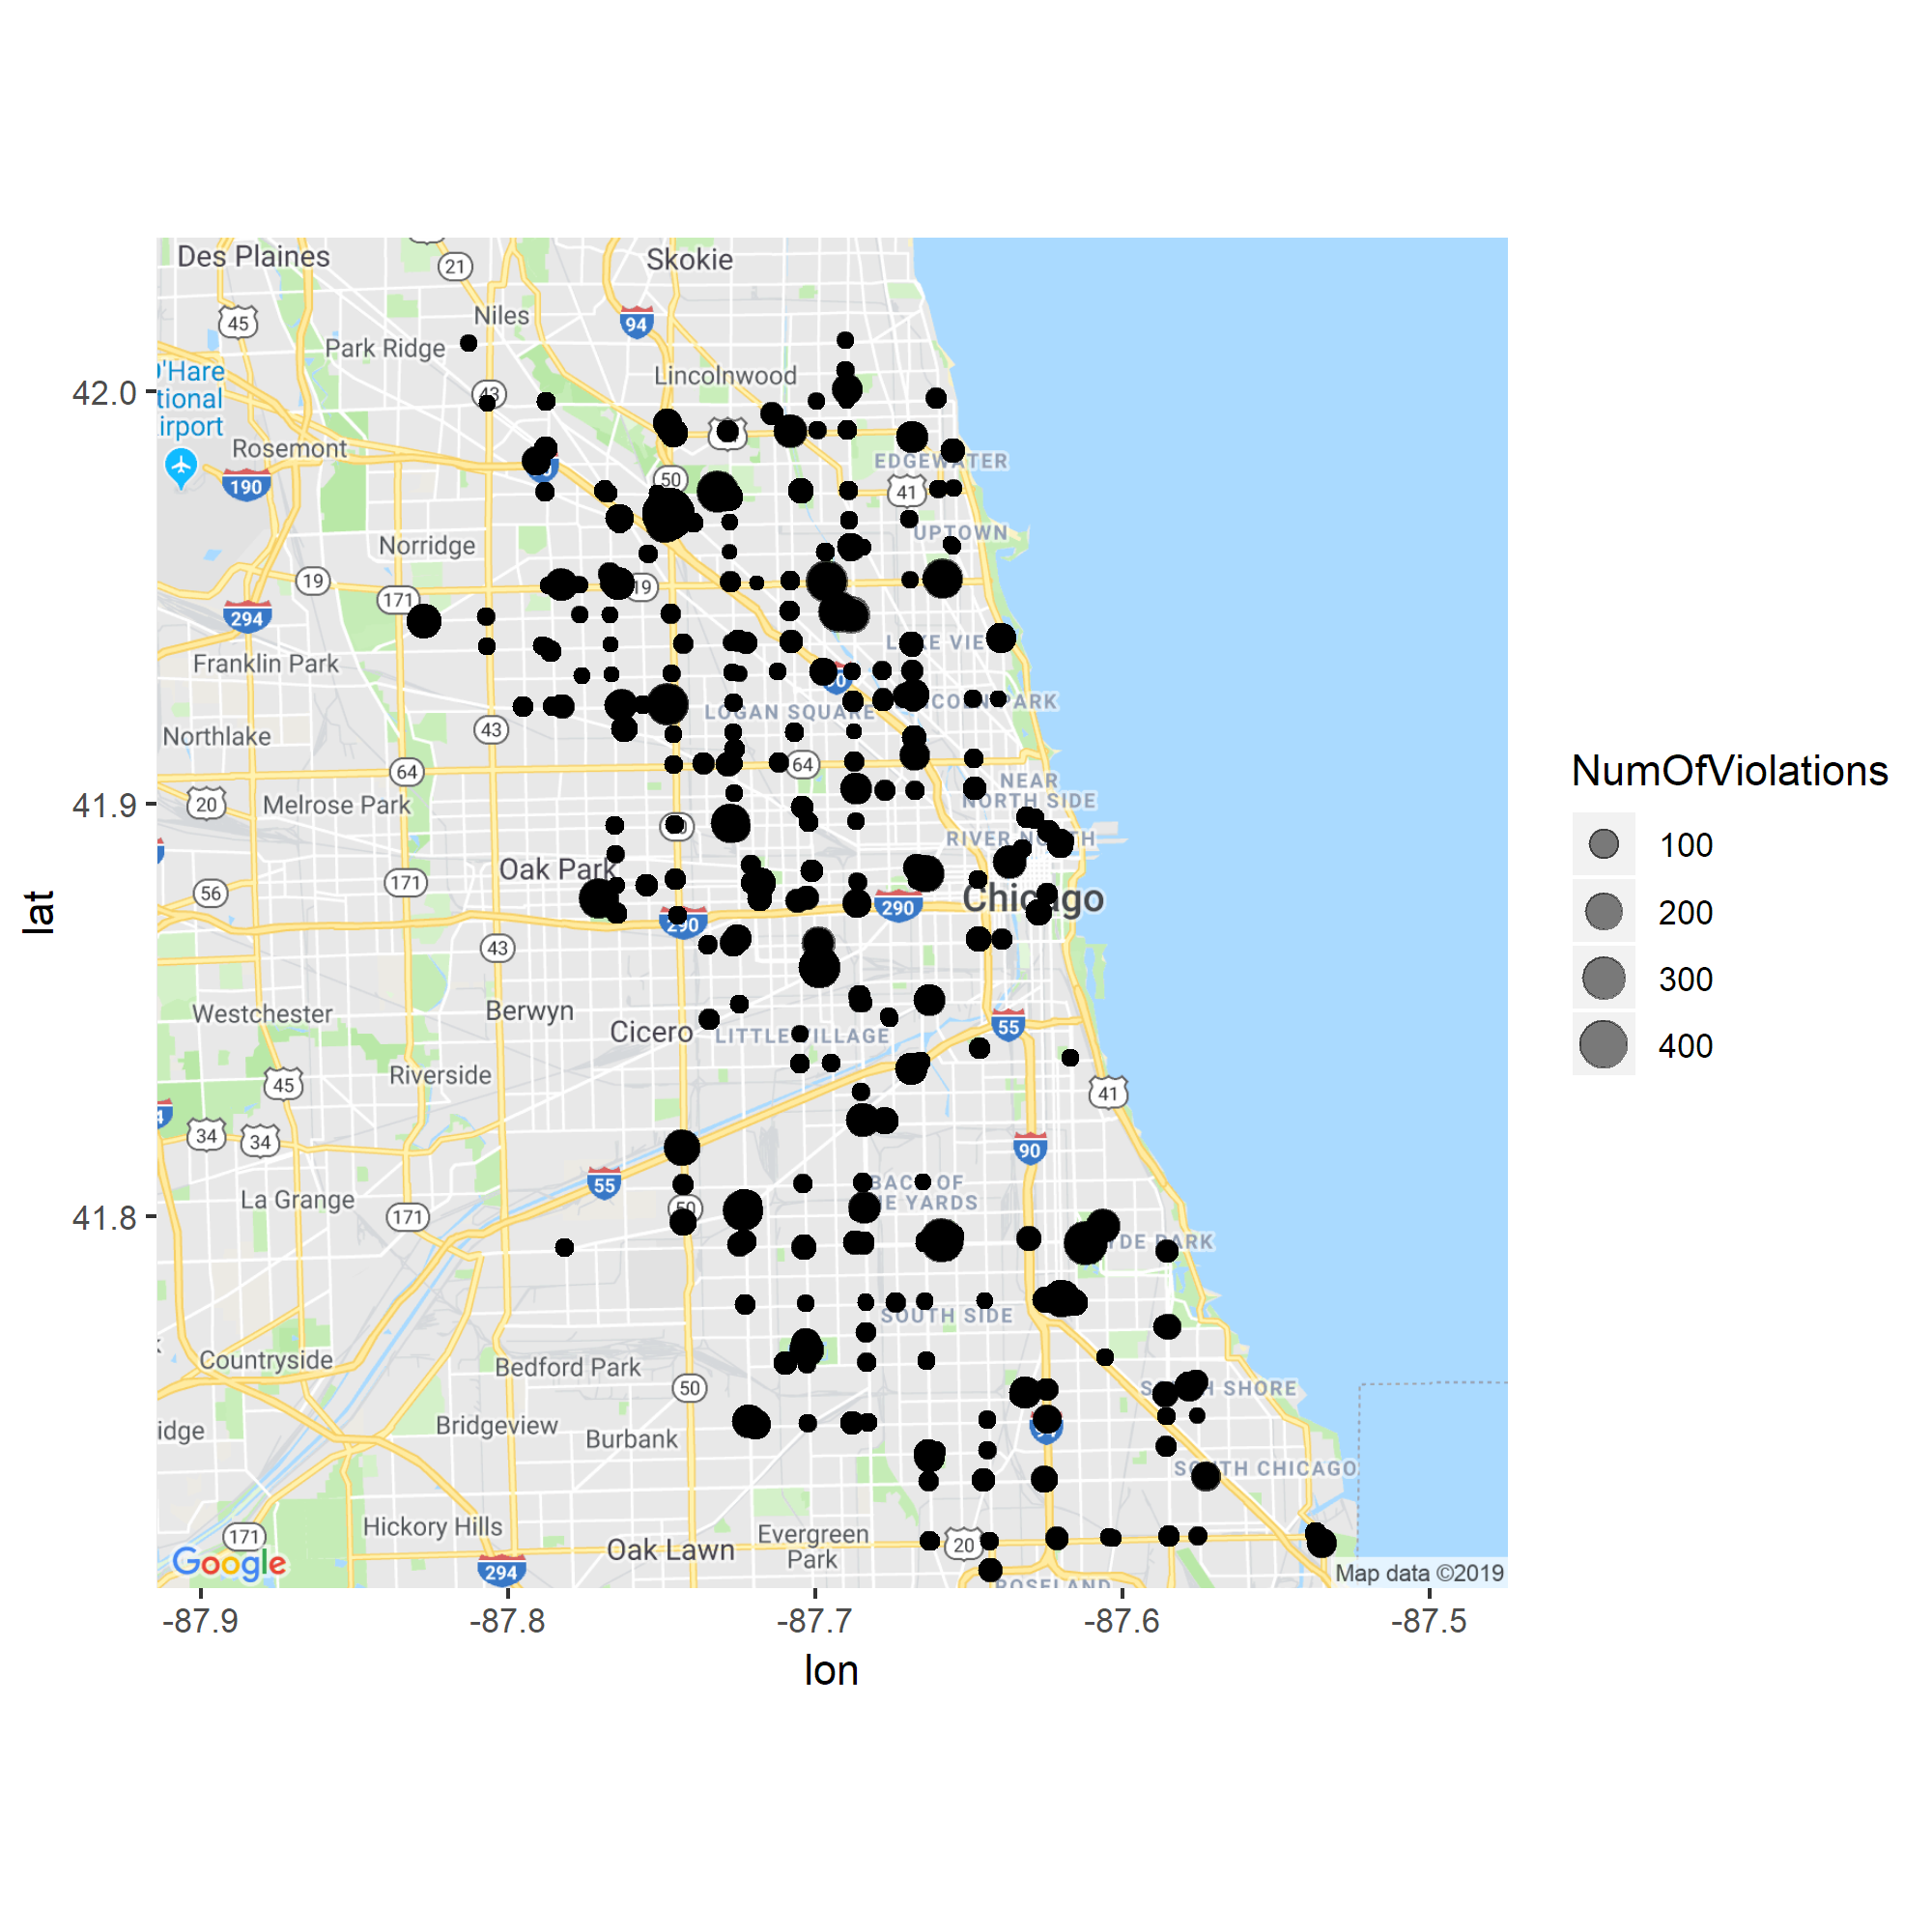 Des Plaines
Skokie
21
45
Niles
94
Park Ridge
Lincolnwood
42.0
43
O'Hare
tional
irport
Rosemont
EDGEWATER
190
50
41
UPTOWN
Norridge
19
19
171
294
LAKE VIE
Franklin Park
LOGAN SQUARE
COLN PARK
Northlake
43
64
64
NEAR
NORTH SIDE
41.9
20
Melrose Park
RIVER NORTH
Oak Park
56
171
Chicago
290
290
43
Westchester
Berwyn
Cicero
LITTLE VILLAGE
55
Riverside
45
41
34
34
90
55
BACK OF
HE YARDS
La Grange
171
50
41.8
YDE PARK
SOUTH SIDE
Countryside
Bedford Park
50
SOUTH SHORE
idge
Bridgeview
Burbank
SOUTH CHICAGO
171
Hickory Hills
Oak Lawn
Evergreen
Park
20
Google
294
ROSELAND
Map data ©2019
-87.9
-87.8
-87.7
-87.6
-87.5
lon
lat
NumOfViolations
100
200
300
400